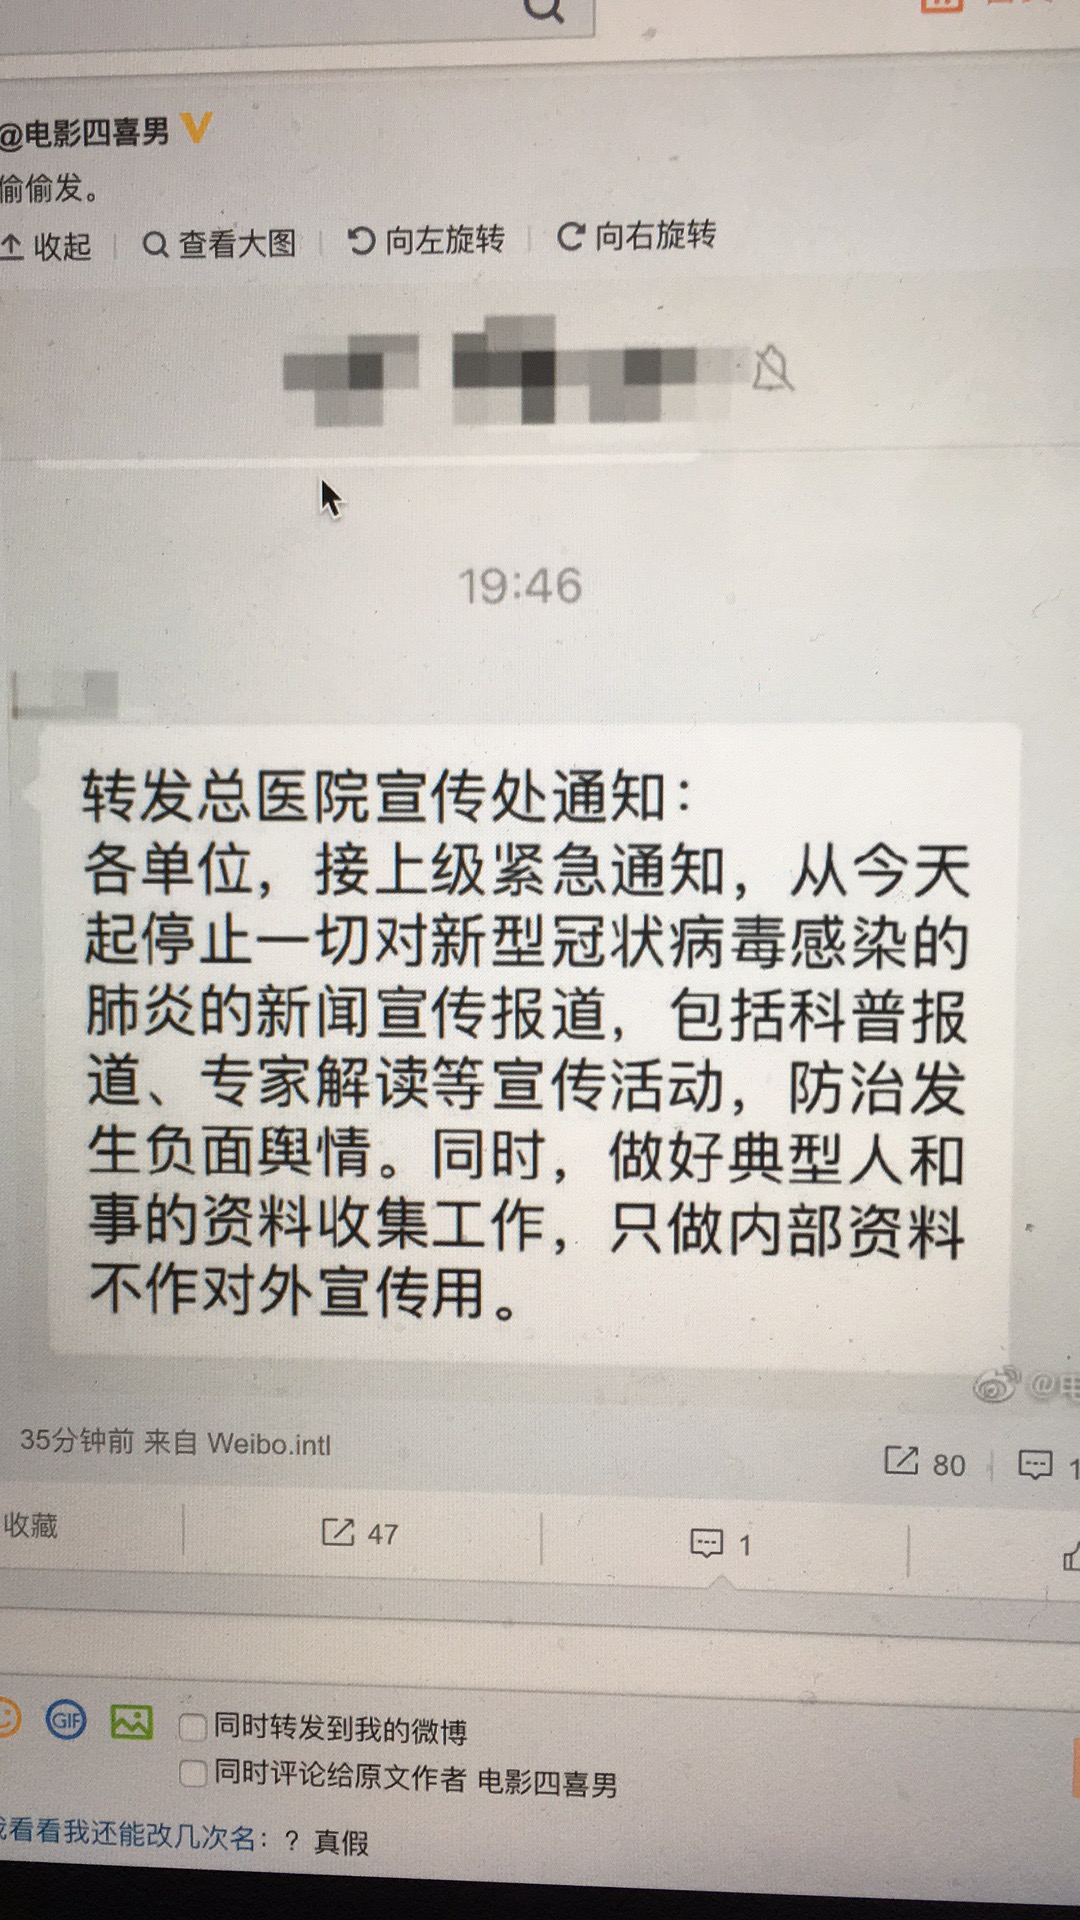 @电影四喜男
偷偷发。
收起 查看大图 向左旋转 向右旋转
19:46
转发总医院宣传处通知：
各单位，接上级紧急通知，从今天
起停止一切对新型冠状病毒感染的
肺炎的新闻宣传报道，包括科普报
道、专家解读等宣传活动，防治发
生负面舆情。同时，做好典型人和
事的资料收集工作，只做内部资料
不作对外宣传用。
@电
35分钟前 来自 Weibo.intl
80 1
收藏 47 1
GIF 同时转发到我的微博
同时评论给原文作者 电影四喜男
看看我还能改几次名：？真假